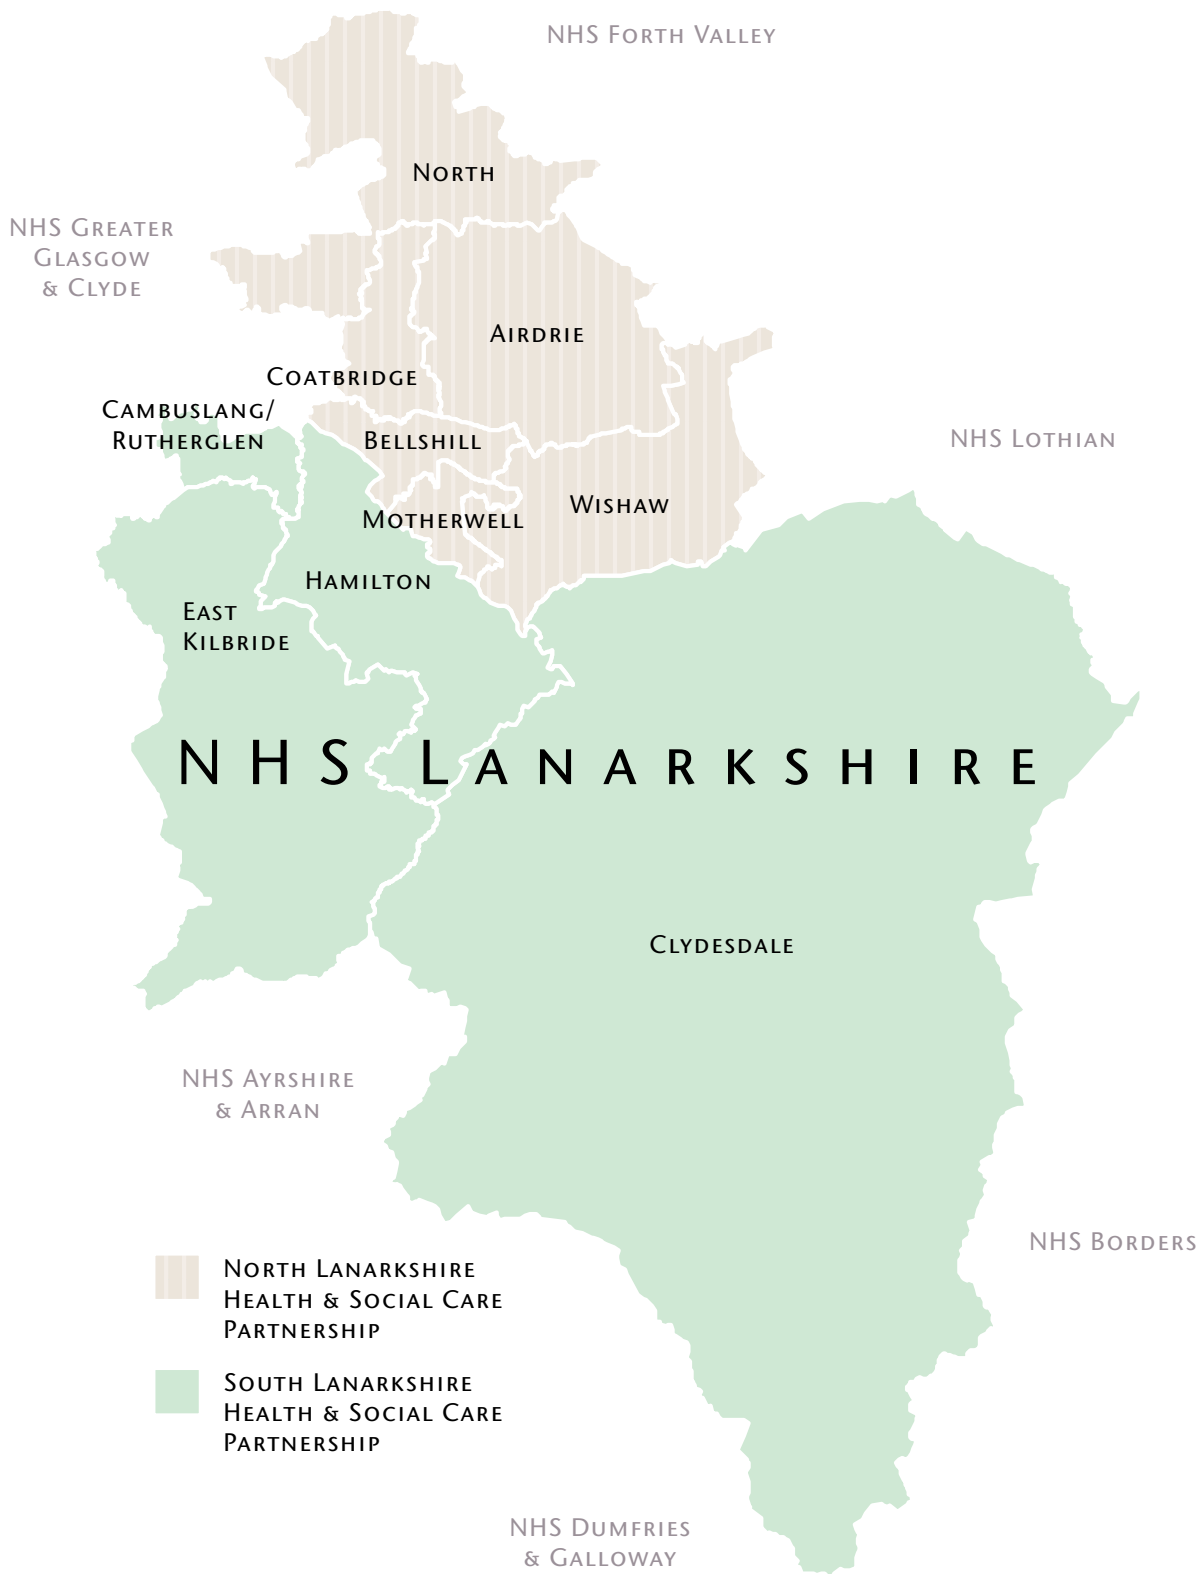 NHS Forth Valley
North
NHS Greater
Glasgow
& Clyde
Airdrie
Coatbridge
Cambuslang/
Rutherglen
Bellshill
NHS Lothian
Wishaw
Motherwell
Hamilton
East
Kilbride
NHS Lanarkshire
Clydesdale
NHS Ayrshire
& Arran
NHS Borders
North Lanarkshire
Health & Social Care
Partnership
South Lanarkshire
Health & Social Care
Partnership
NHS Dumfries
& Galloway